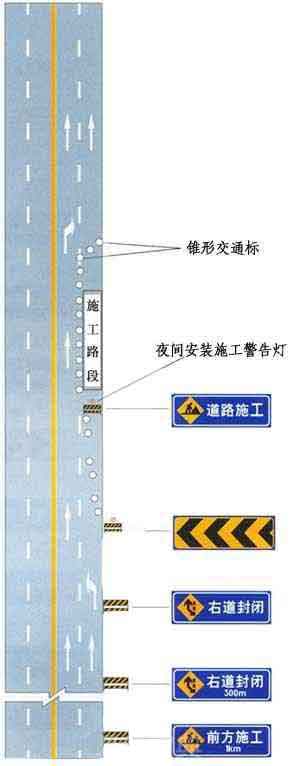 锥形交通标
施
工
路
段
夜间安装施工警告灯
道路施工
右道封闭
右道封闭
300m
前方施工
1km